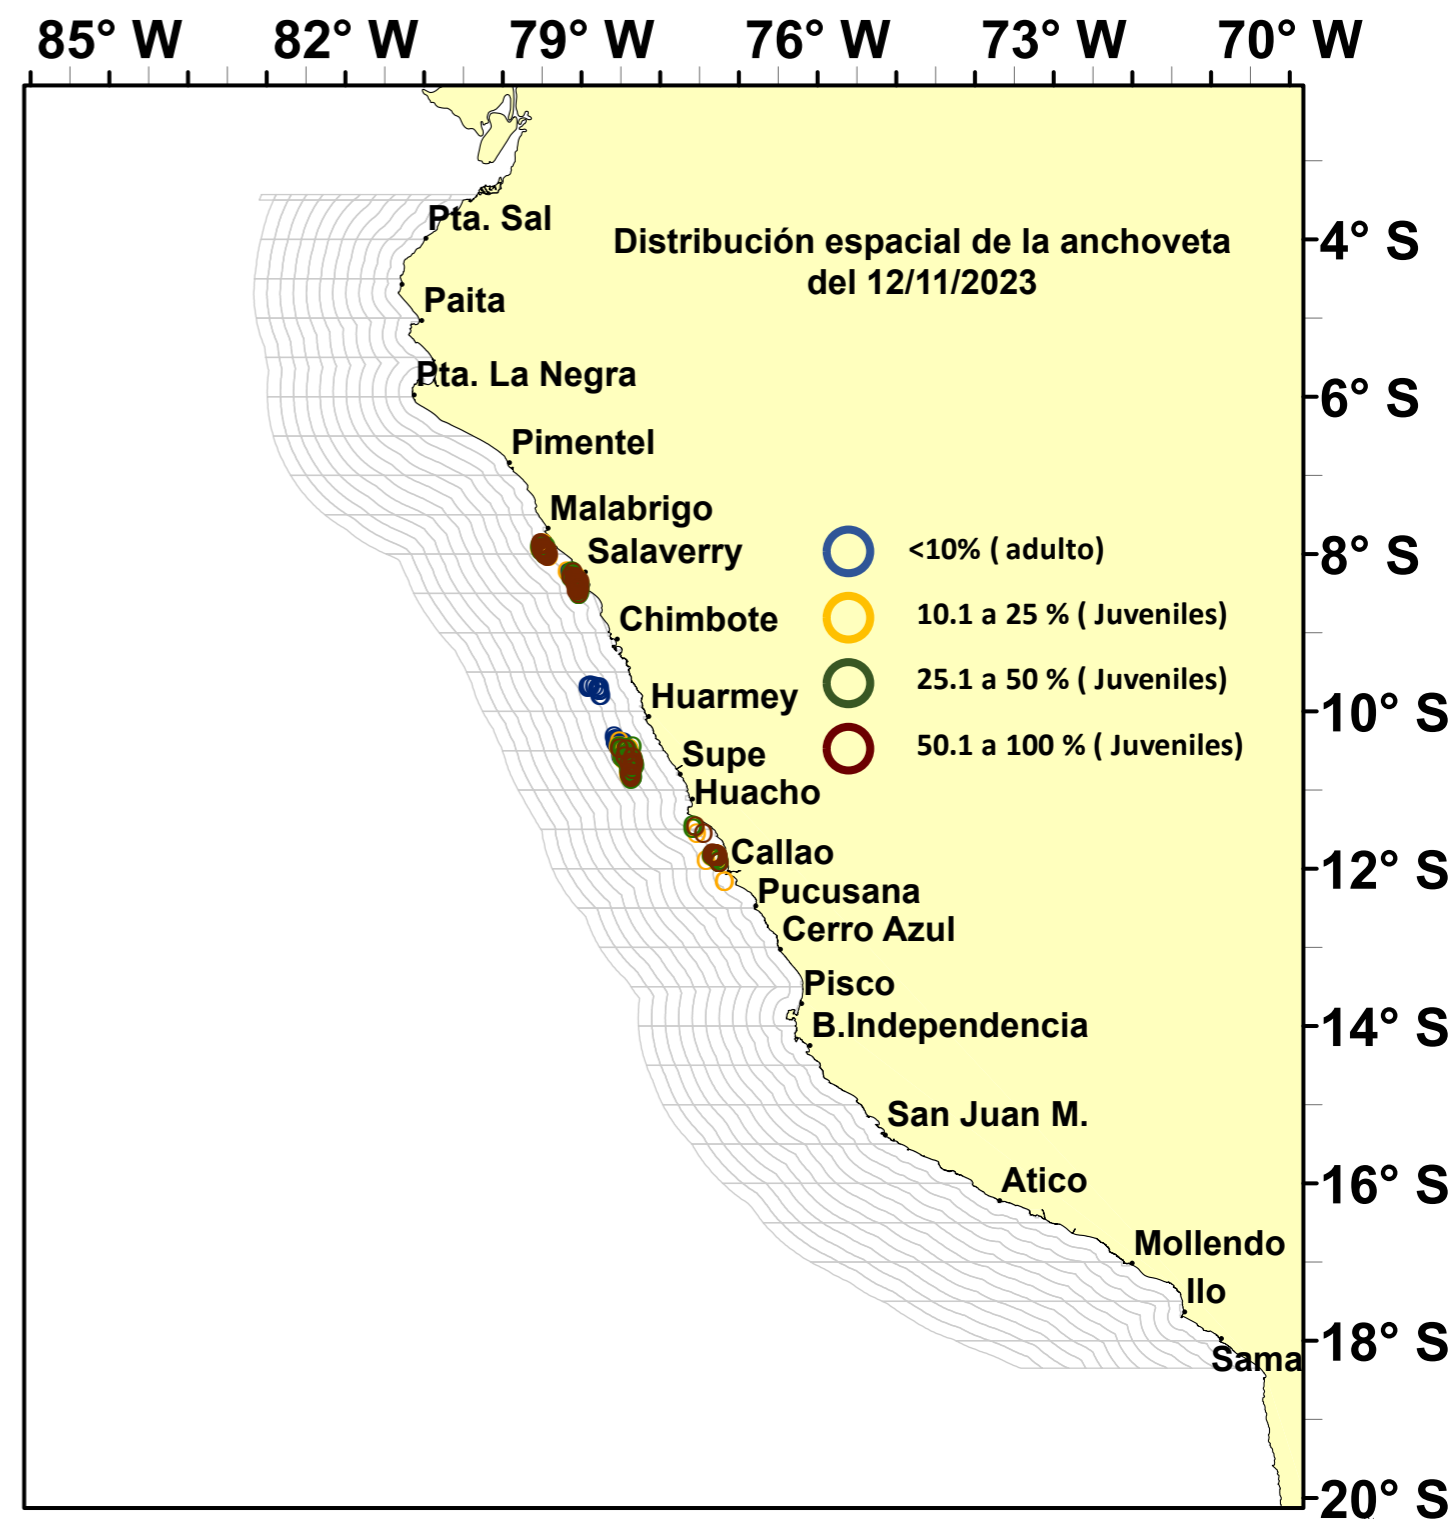 85° W 82° W 79° W 76° W 73° W 70° W
Pta. Sal
Distribución espacial de la anchoveta
del 12/11/2023
4° S
Paita
Pta. La Negra
6° S
Pimentel
Malabrigo
Salaverry
<10% ( adulto)
8° S
Chimbote
10.1 a 25 % ( Juveniles)
Huarmey
25.1 a 50 % ( Juveniles)
10° S
Supe
50.1 a 100 % ( Juveniles)
Huacho
Callao
12° S
Pucusana
Cerro Azul
Pisco
B.Independencia
14° S
San Juan M.
Atico
16° S
Mollendo
Ilo
18° S
Sama
20° S